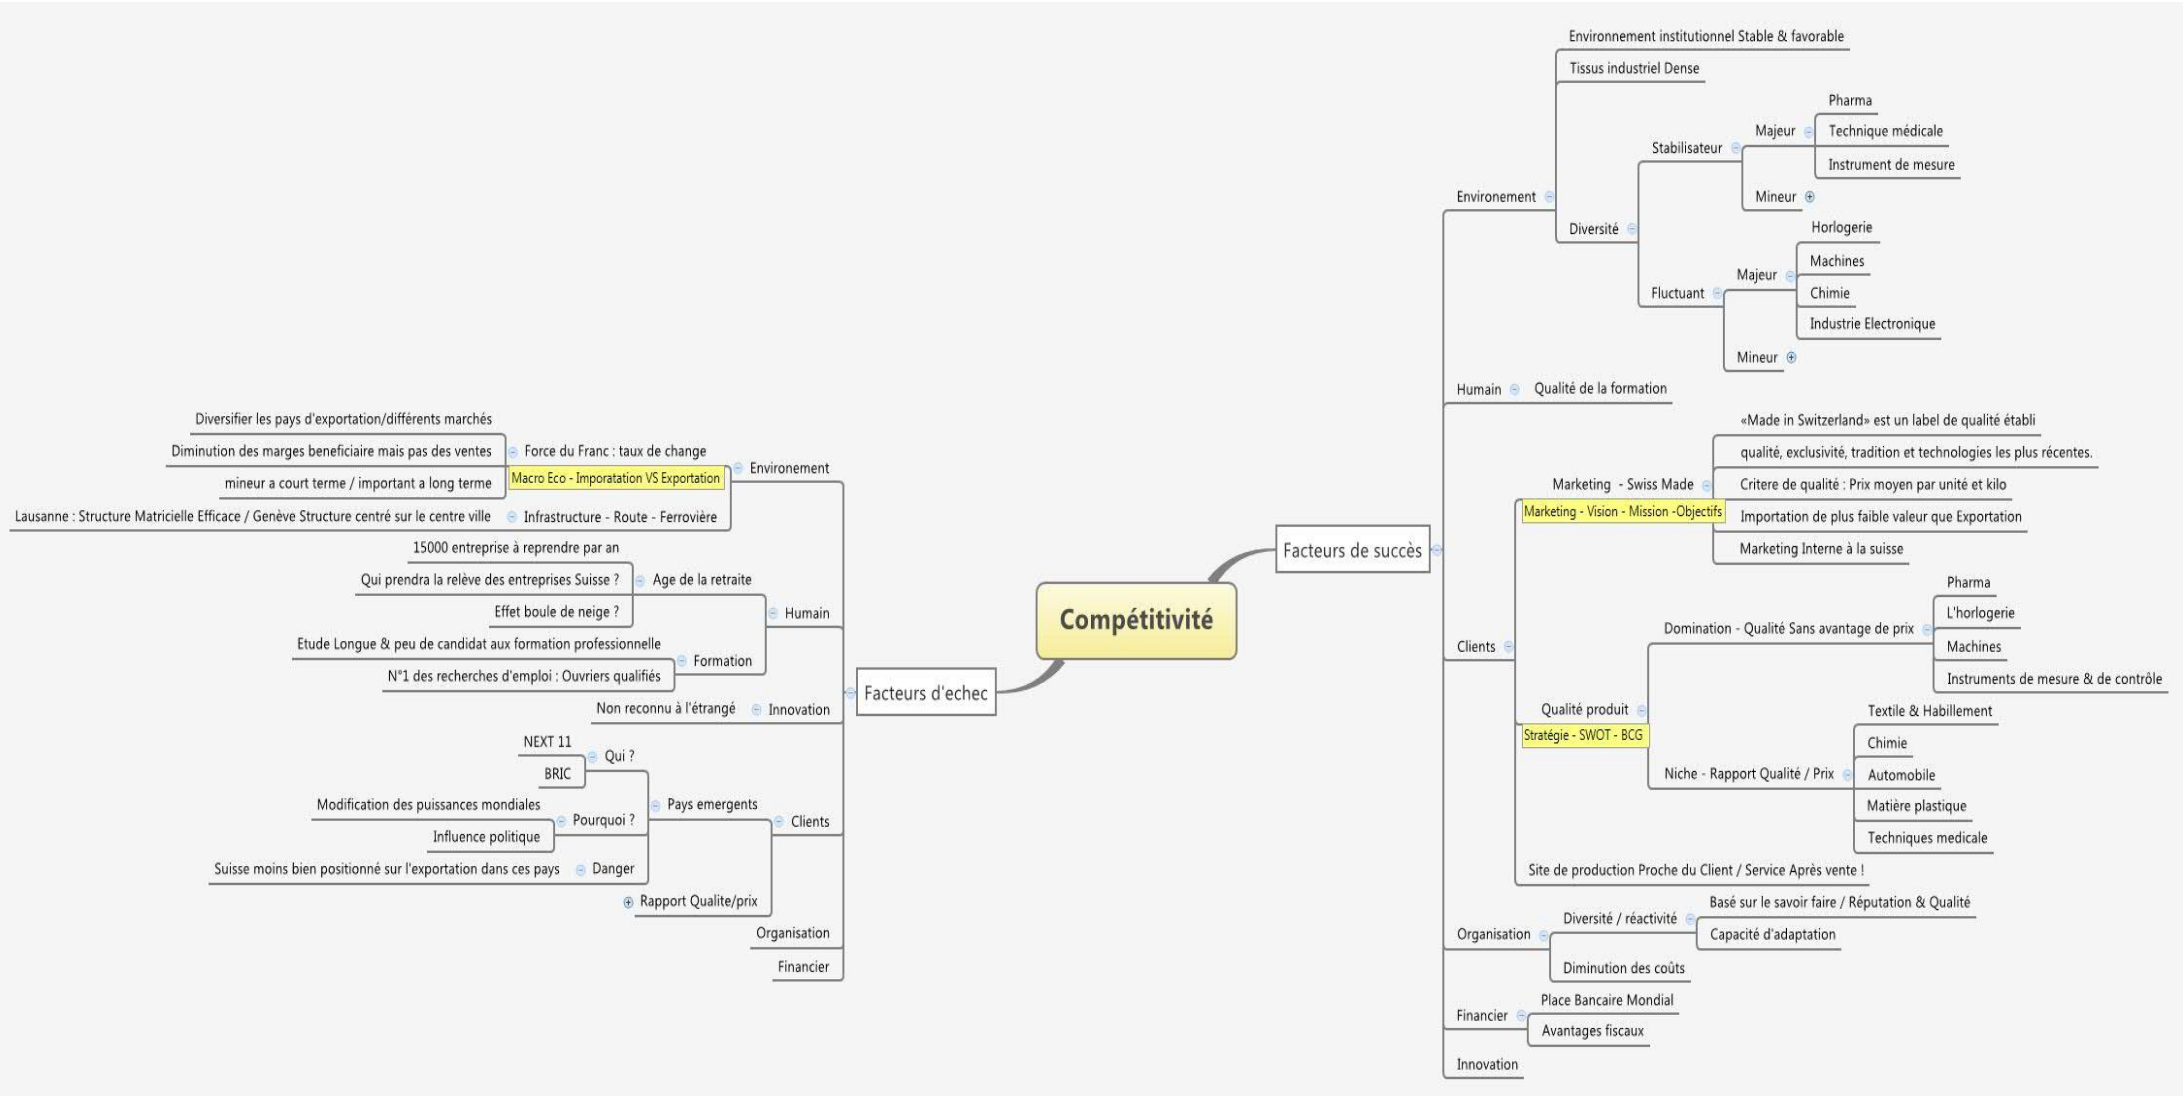 Compétitivité
Facteurs de succès
Environement
Environnement institutionnel Stable & favorable
Tissus industriel Dense
Diversité
Stabilisateur
Majeur
Pharma
Technique médicale
Instrument de mesure
Mineur
Fluctuant
Majeur
Horlogerie
Machines
Chimie
Industrie Electronique
Mineur
Humain
Qualité de la formation
Clients
Marketing - Swiss Made
Marketing - Vision - Mission -Objectifs
«Made in Switzerland» est un label de qualité établi
qualité, exclusivité, tradition et technologies les plus récentes.
Critere de qualité : Prix moyen par unité et kilo
Importation de plus faible valeur que Exportation
Marketing Interne à la suisse
Qualité produit
Stratégie - SWOT - BCG
Domination - Qualité Sans avantage de prix
Pharma
L'horlogerie
Machines
Instruments de mesure & de contrôle
Niche - Rapport Qualité / Prix
Textile & Habillement
Chimie
Automobile
Matière plastique
Techniques medicale
Site de production Proche du Client / Service Après vente !
Organisation
Diversité / réactivité
Basé sur le savoir faire / Réputation & Qualité
Capacité d'adaptation
Diminution des coûts
Financier
Place Bancaire Mondial
Avantages fiscaux
Innovation
Facteurs d'echec
Environement
Force du Franc : taux de change
Macro Eco - Imporatation VS Exportation
Diversifier les pays d'exportation/différents marchés
Diminution des marges beneficiaire mais pas des ventes
mineur a court terme / important a long terme
Infrastructure - Route - Ferrovière
Lausanne : Structure Matricielle Efficace / Genève Structure centré sur le centre ville
Humain
Age de la retraite
15000 entreprise à reprendre par an
Qui prendra la relève des entreprises Suisse ?
Effet boule de neige ?
Formation
Etude Longue & peu de candidat aux formation professionnelle
N°1 des recherches d'emploi : Ouvriers qualifiés
Innovation
Non reconnu à l'étrangé
Clients
Pays emergents
Qui ?
NEXT 11
BRIC
Pourquoi ?
Modification des puissances mondiales
Influence politique
Danger
Suisse moins bien positionné sur l'exportation dans ces pays
Rapport Qualite/prix
Organisation
Financier